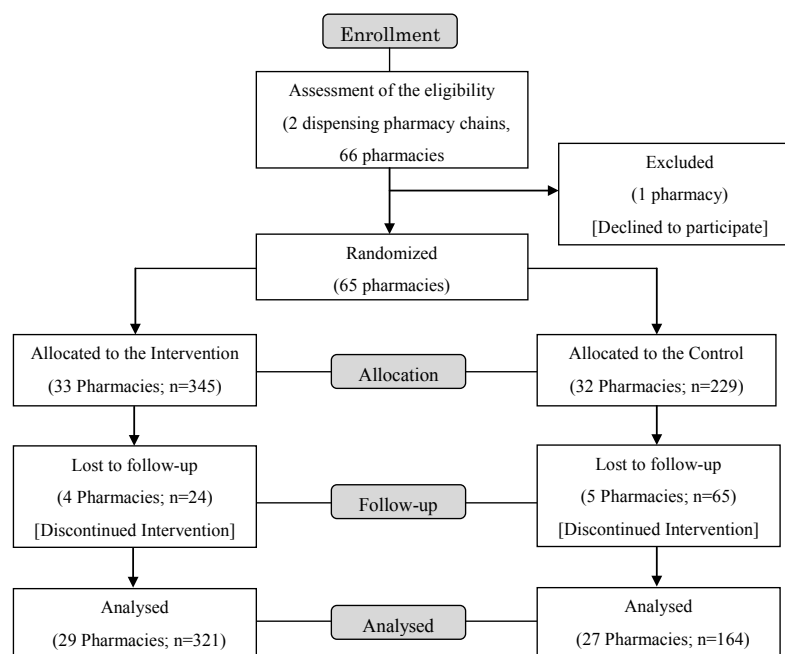 Enrollment
Assessment of the eligibility
(2 dispensing pharmacy chains,
66 pharmacies
Excluded
(1 pharmacy)
[Declined to participate]
Randomized
(65 pharmacies)
Allocated to the Intervention
(33 Pharmacies; n=345)
Allocation
Allocated to the Control
(32 Pharmacies; n=229)
Lost to follow-up
(4 Pharmacies; n=24)
[Discontinued Intervention]
Follow-up
Lost to follow-up
(5 Pharmacies; n=65)
[Discontinued Intervention]
Analysed
(29 Pharmacies; n=321)
Analysed
Analysed
(27 Pharmacies; n=164)